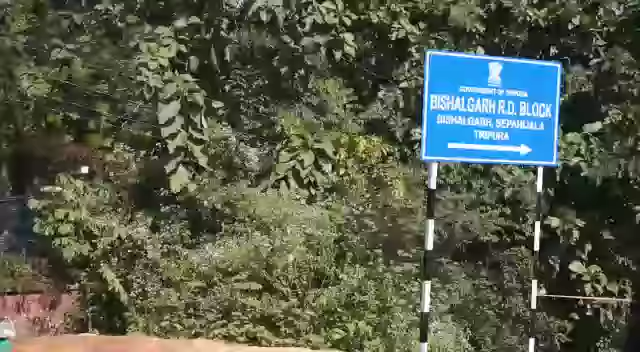 GOVERNMENT OF TRIPURA
BISHALGARH R.D. BLOCK
BISHALGARH, SEPAHIJALA
TRIPURA